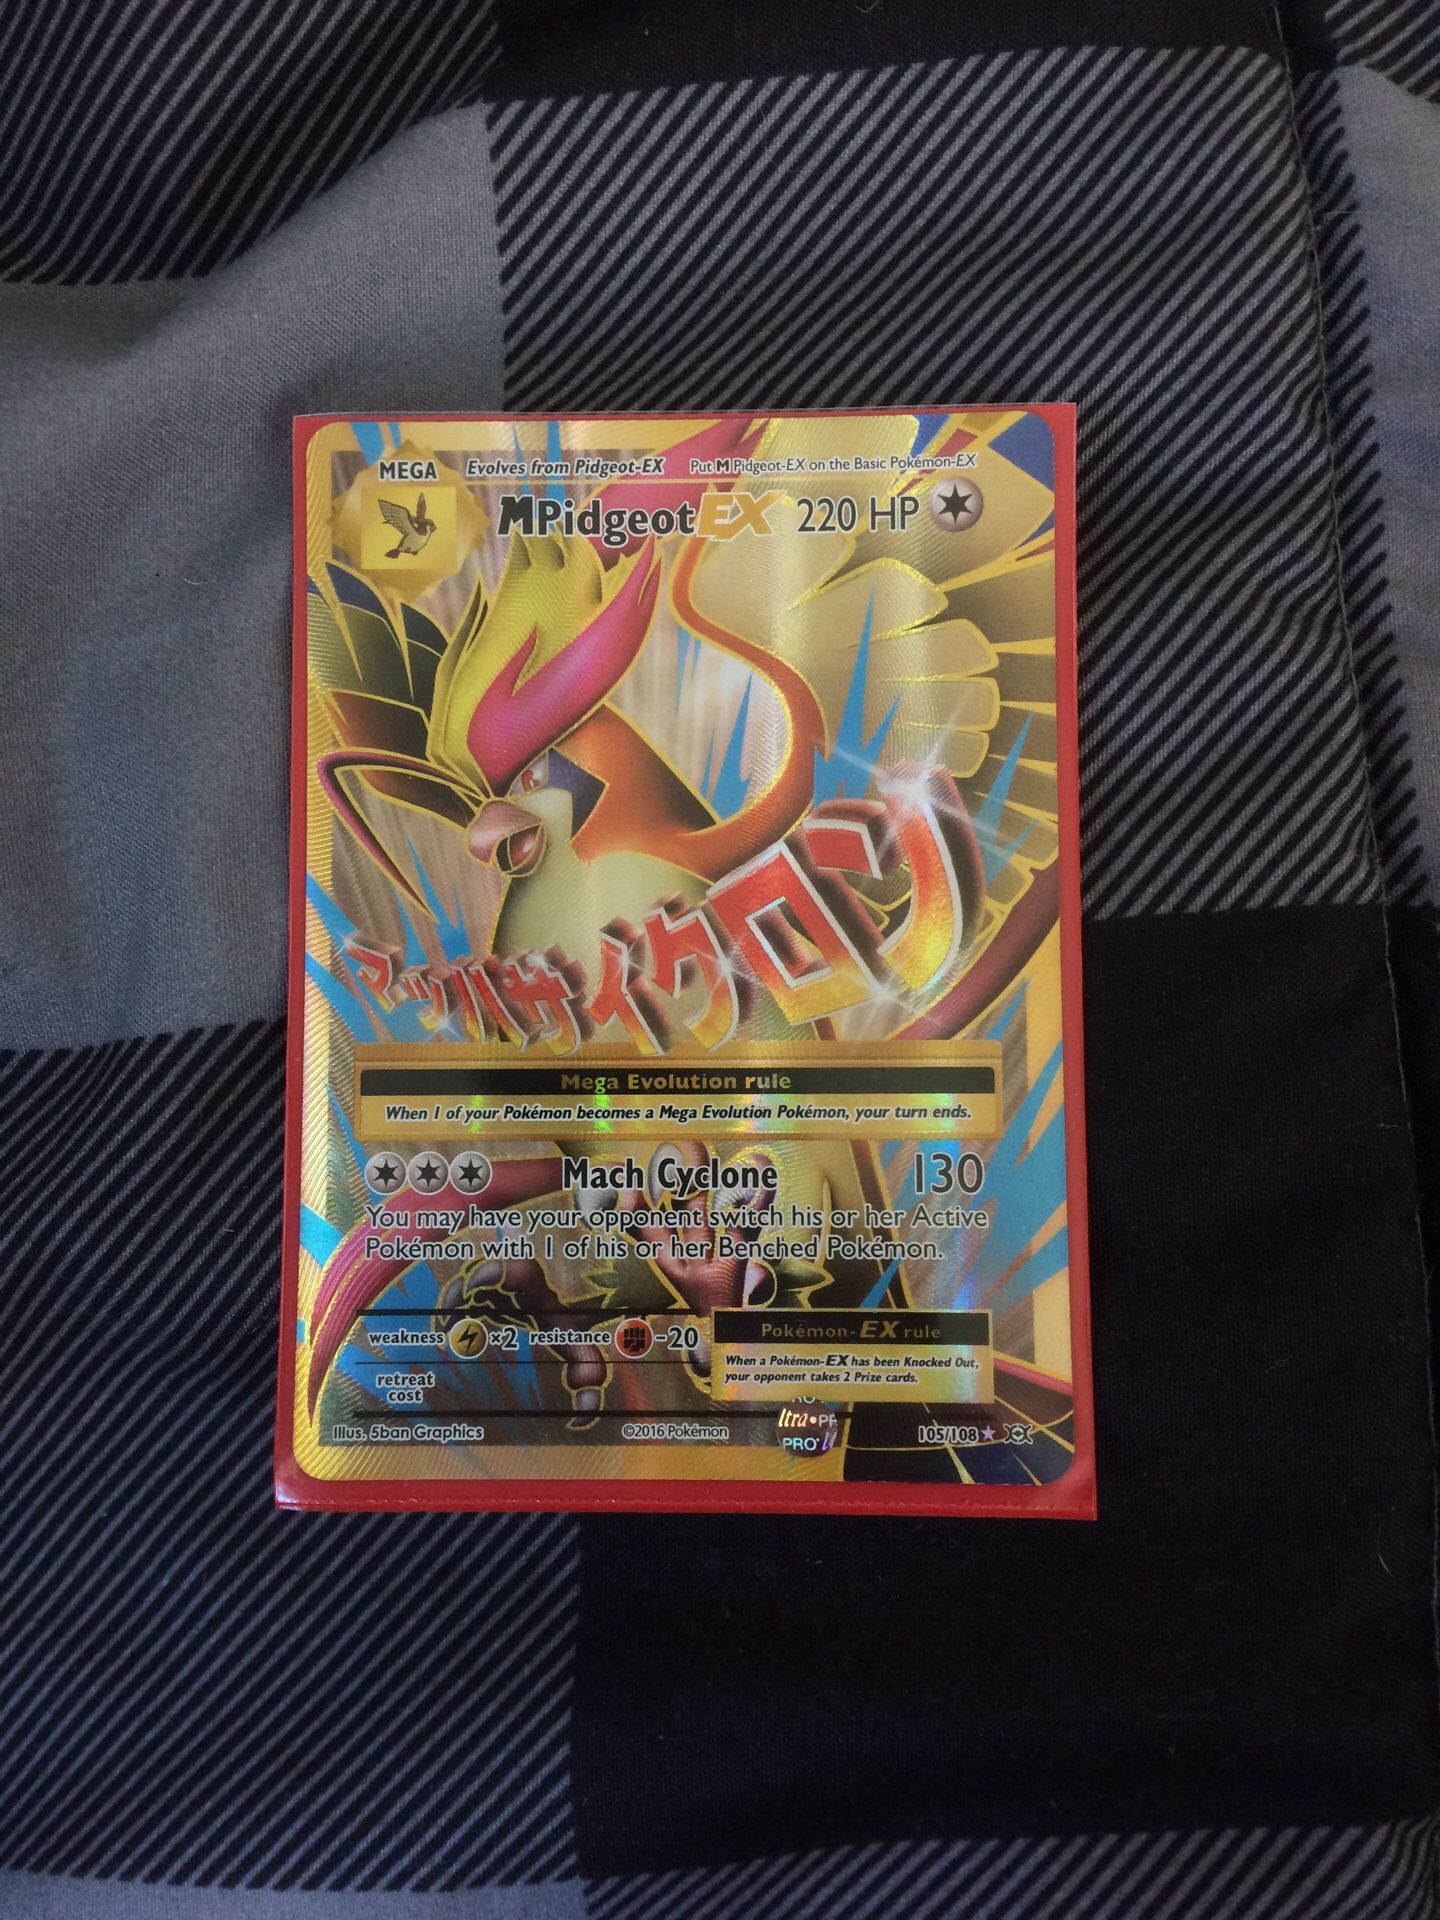 MEGA
Evolves from Pidgeot-EX Put M Pidgeot-EX on the Basic Pokémon-EX
MPidgeotEX 220 HP
マッハサイクロン
Mega Evolution rule
When 1 of your Pokémon becomes a Mega Evolution Pokémon, your turn ends.
Mach Cyclone 130
You may have your opponent switch his or her Active
Pokémon with 1 of his or her Benched Pokémon.
weakness ×2 resistance -20
retreat
cost
Pokémon-EX rule
When a Pokémon-EX has been Knocked Out,
your opponent takes 2 Prize cards.
Illus. 5ban Graphics ©2016 Pokémon 105/108
PRO